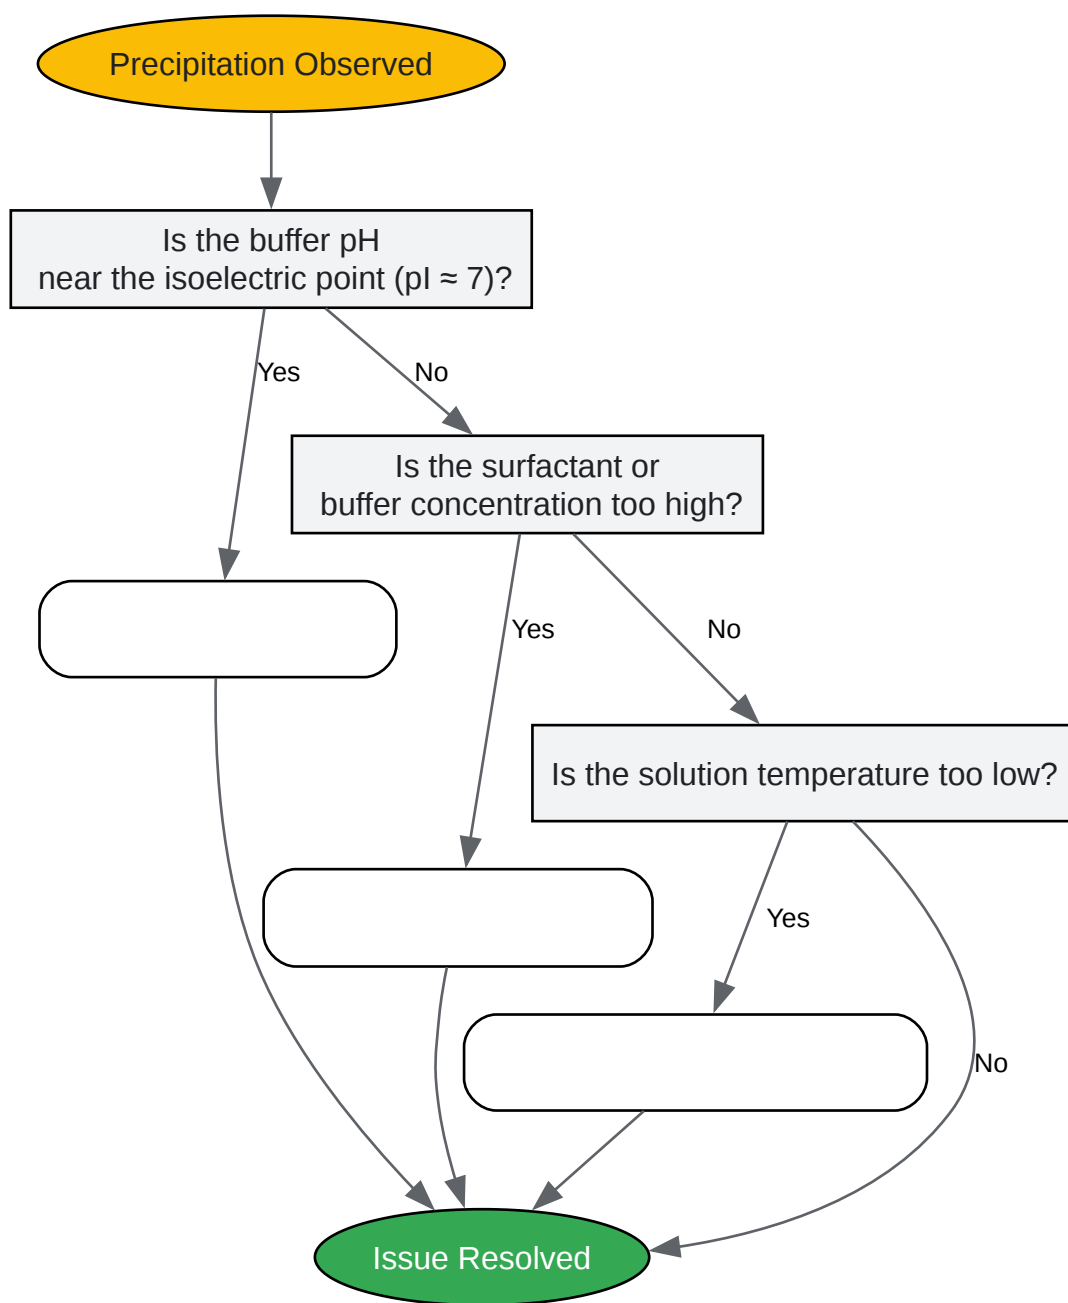 Precipitation Observed
Is the buffer pH
near the isoelectric point (pI ≈ 7)?
Yes
No
Is the surfactant or
buffer concentration too high?
Yes
No
Is the solution temperature too low?
Yes
No
Issue Resolved